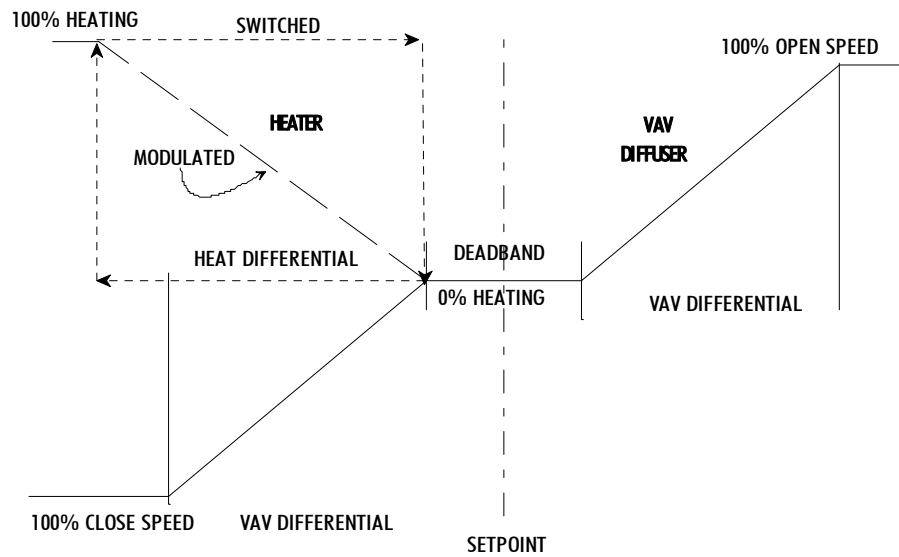 100% HEATING
SWITCHED
100% OPEN SPEED
HEATER
VAV
DIFFUSER
MODULATED
HEAT DIFFERENTIAL
DEADBAND
0% HEATING
VAV DIFFERENTIAL
100% CLOSE SPEED
VAV DIFFERENTIAL
SETPOINT